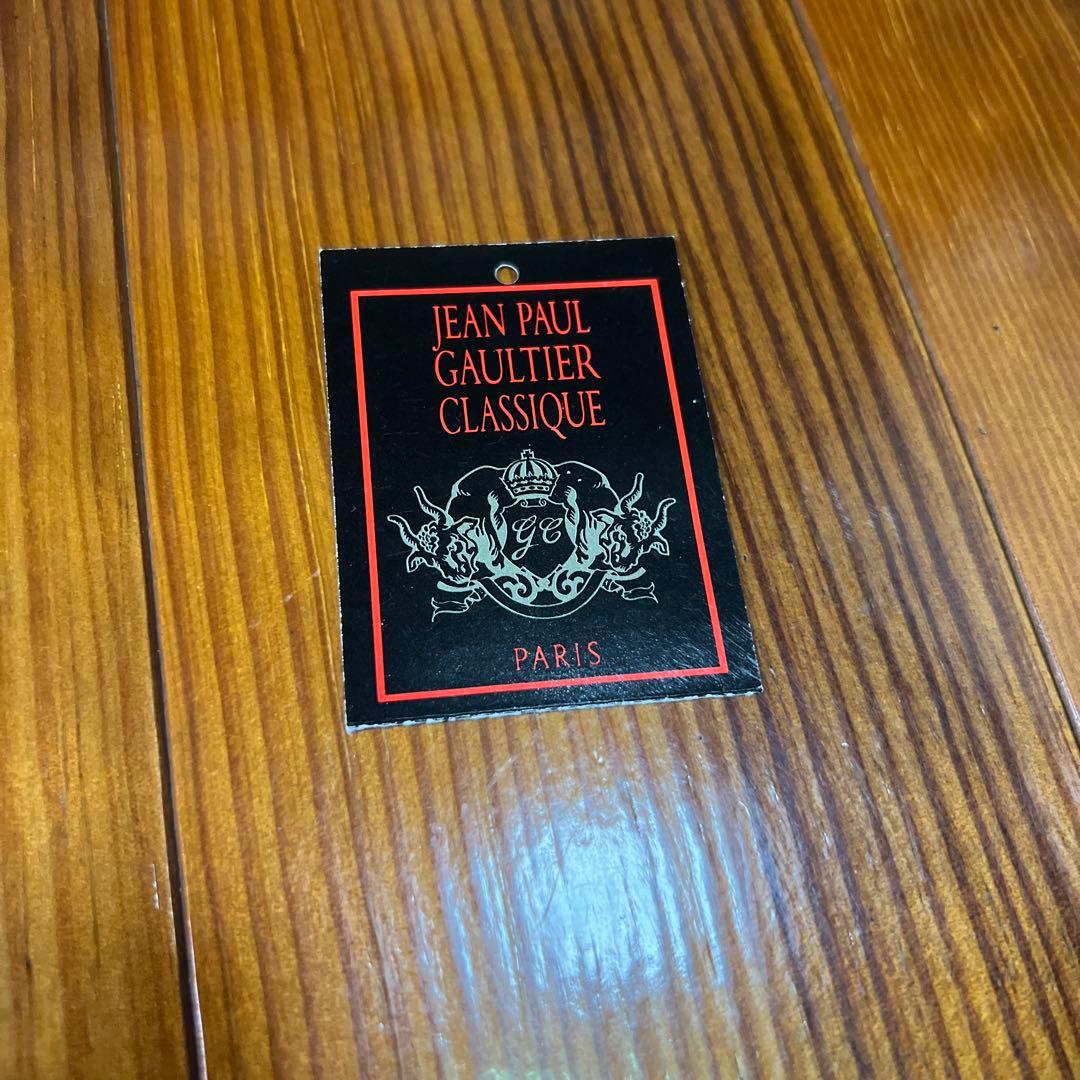 JEAN PAUL
GAULTIER
CLASSIQUE
GC
PARIS